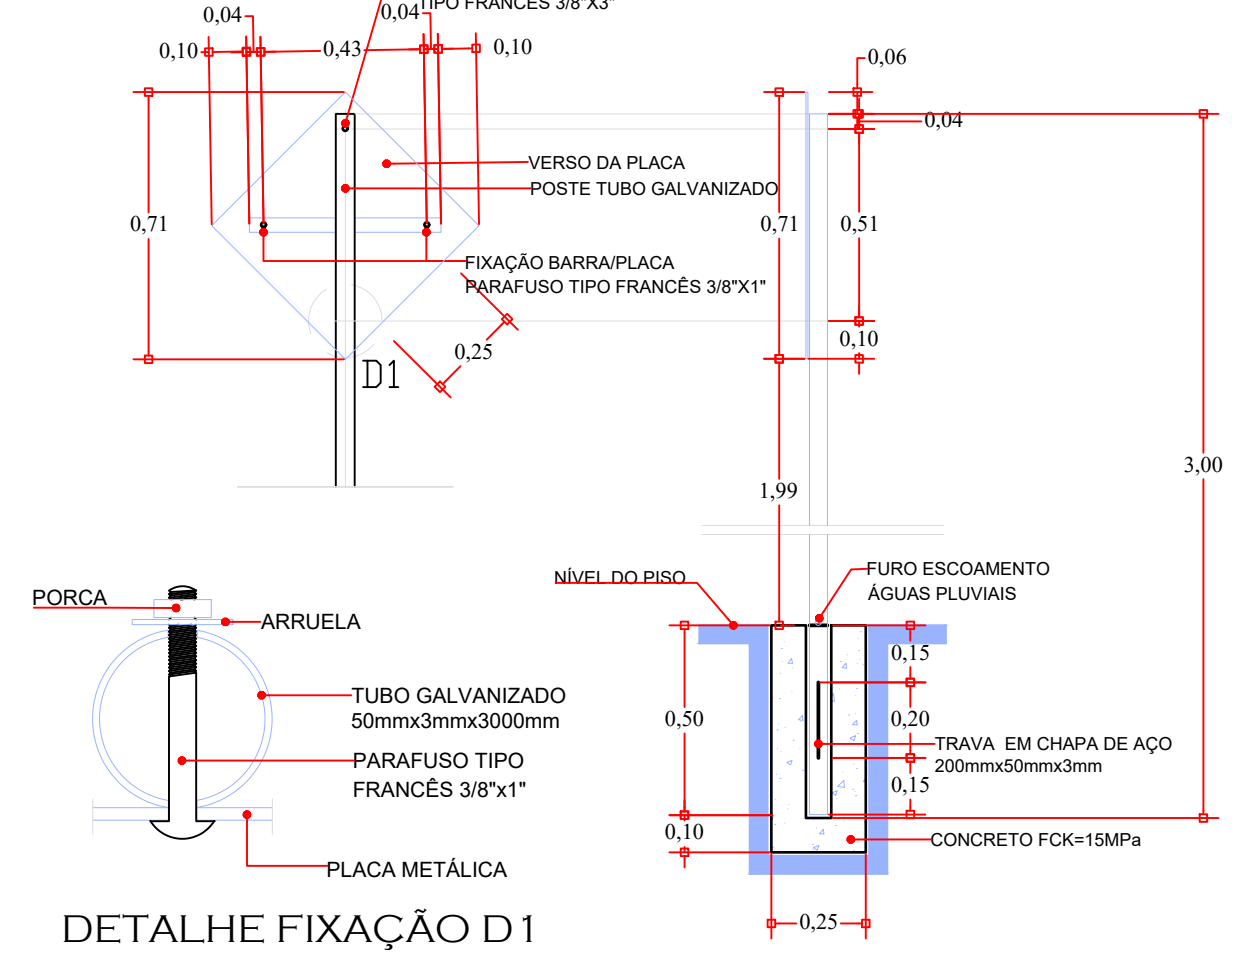 TIPO FRANCÊS 3/8"X3"
0,04
0,04
0,10
0,43
0,10
0,06
0,04
VERSO DA PLACA
POSTE TUBO GALVANIZADO
0,71
0,71
0,51
FIXAÇÃO BARRA/PLACA
PARAFUSO TIPO FRANCÊS 3/8"X1"
0,25
0,10
D1
3,00
1,99
NÍVEL DO PISO
FURO ESCOAMENTO
ÁGUAS PLUVIAIS
PORCA
ARRUELA
0,15
TUBO GALVANIZADO
50mmx3mmx3000mm
0,50
0,20
TRAVA EM CHAPA DE AÇO
200mmx50mmx3mm
PARAFUSO TIPO
FRANCÊS 3/8"x1"
0,15
0,10
CONCRETO FCK=15MPa
PLACA METÁLICA
0,25
DETALHE FIXAÇÃO D1